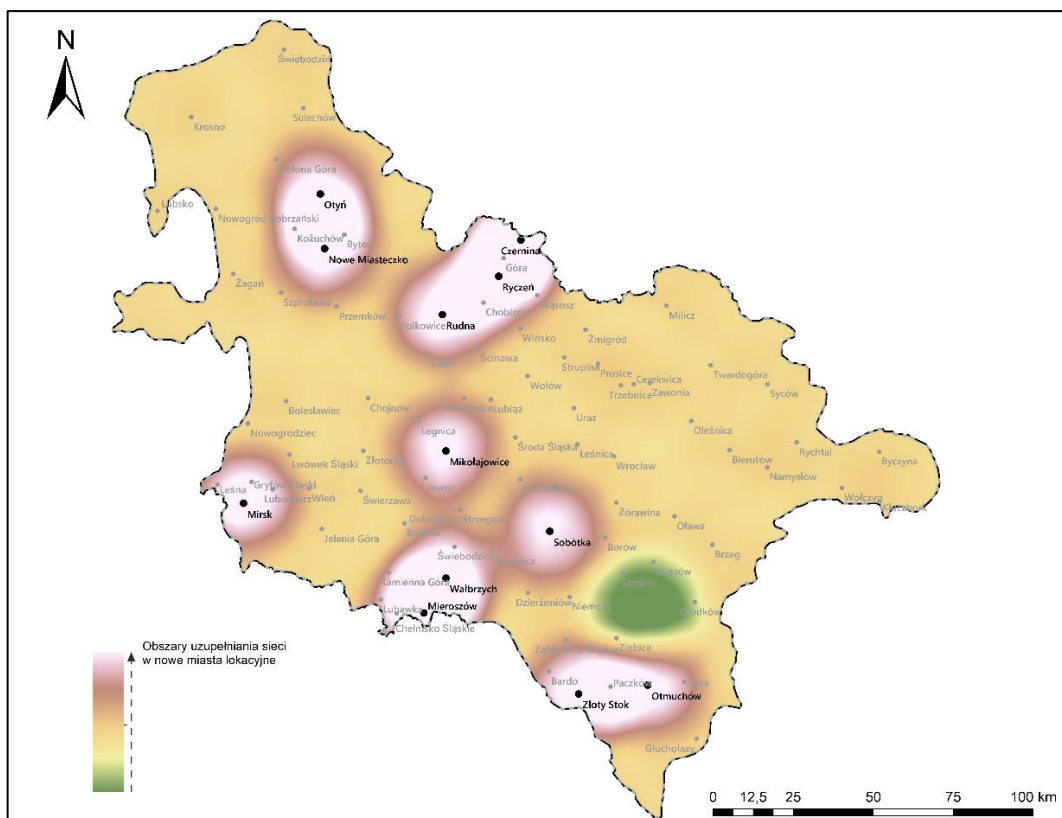 N
Świebodzin
Sulechów
Krosno
Zielona Góra
Otyń
Lubsko
Nowogród Bobrzański
Kożuchów
Bytom
Nowe Miasteczko
Czernina
Góra
Ryczeń
Żagań
Szprotawa
Przemków
Chobienia
Wąsosz
Milicz
Polkowice
Rudna
Wińsko
Żmigród
Lubin
Ścinawa
Strupina
Prusice
Twardogóra
Wołów
Cerekwica
Trzebnica
Zawonia
Syców
Bolesławiec
Chojnów
Lubiąż
Uraz
Nowogrodziec
Legnica
Oleśnica
Środa Śląska
Leśnica
Rychtal
Lwówek Śląski
Złotoryja
Mikołajowice
Wrocław
Bierutów
Byczyna
Namysłów
Leśna
Gryfów Śląski
Lubomierz
Wleń
Świerzawa
Jawor
Wołczyn
Kluczbork
Mirsk
Strzegom
Żórawina
Oława
Jelenia Góra
Sobótka
Borów
Brzeg
Świebodzice
Wiązów
Kamienna Góra
Wałbrzych
Strzelin
Lubawka
Mieroszów
Dzierżoniów
Niemcza
Grodków
Chełmsko Śląskie
Ziębice
Obszary uzupełniania sieci
w nowe miasta lokacyjne
Bardo
Paczków
Nysa
Otmuchów
Złoty Stok
Głuchołazy
0 12,5 25 50 75 100 km